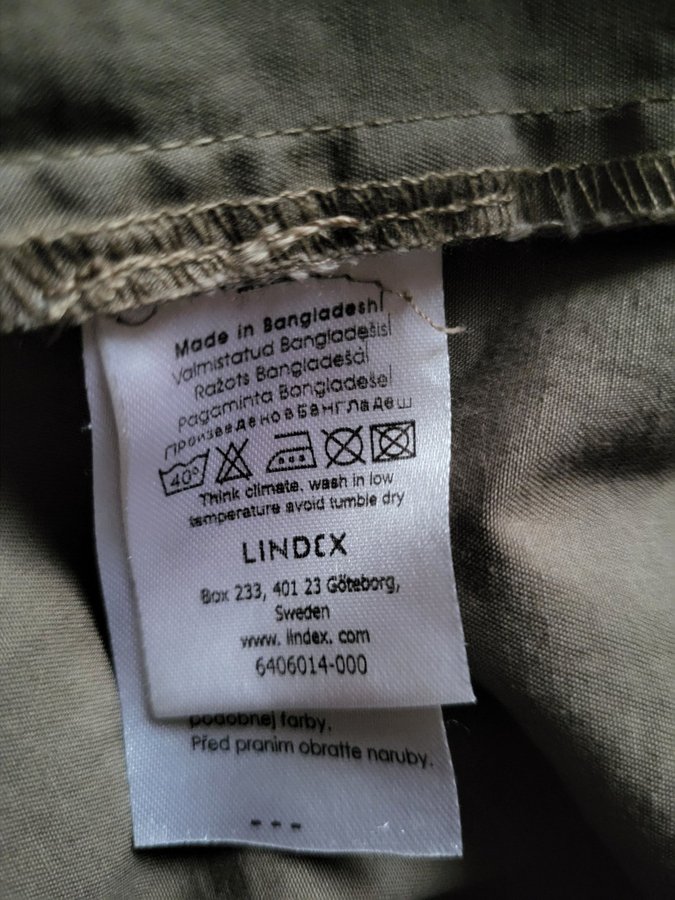 Made in Bangladesh
Valmistatud Bangladešis
Ražots Bangladešā
pagaminta Bangladeše
Произведено в Бангладеш
40°
Think climate. wash in low
temperature avoid tumble dry
LINDEX
Box 233, 401 23 Göteborg,
Sweden
www. lindex. com
6406014-000
podobnej farby.
Před praním obraťte naruby.
---